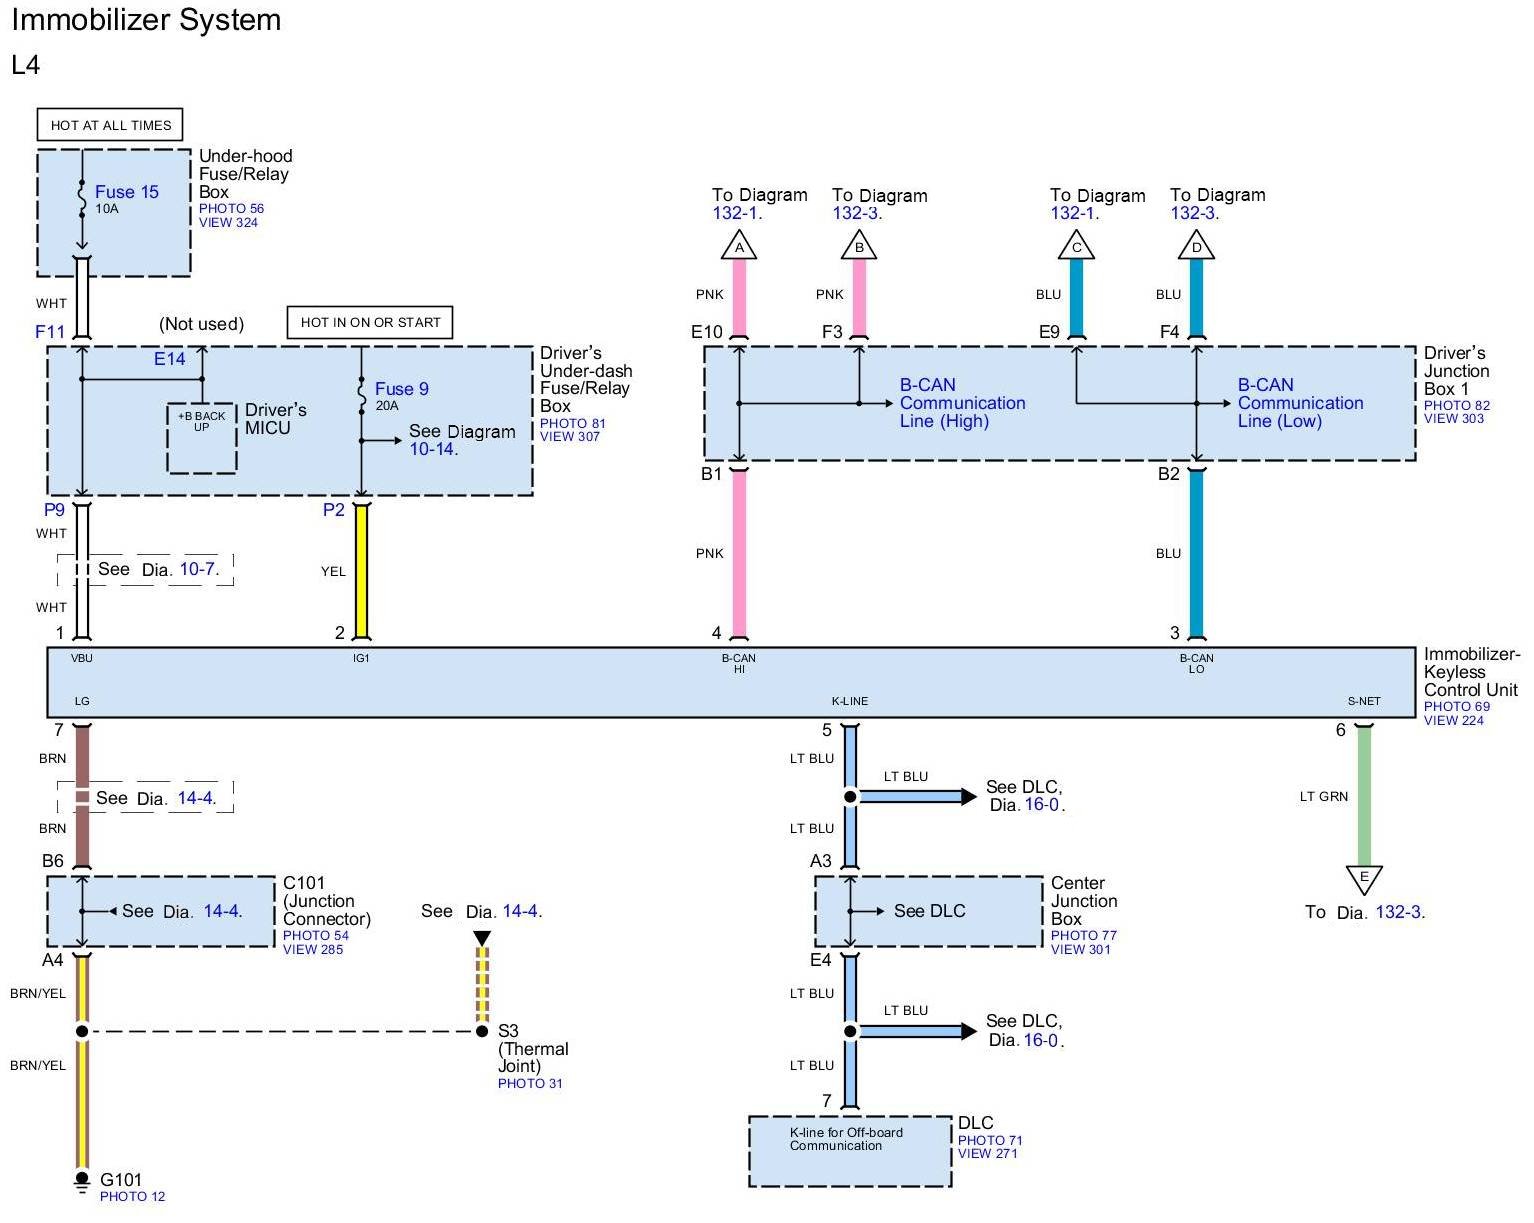 Immobilizer System
L4
HOT AT ALL TIMES
Under-hood
Fuse/Relay
Box
PHOTO 56
VIEW 324
Fuse 15
10A
WHT
F11
(Not used)
HOT IN ON OR START
E14
+B BACK
UP
Driver's
MICU
Fuse 9
20A
See Diagram
10-14.
Driver's
Under-dash
Fuse/Relay
Box
PHOTO 81
VIEW 307
To Diagram
132-1.
To Diagram
132-3.
To Diagram
132-1.
To Diagram
132-3.
A
B
C
D
PNK
PNK
BLU
BLU
E10
F3
E9
F4
B-CAN
Communication
Line (High)
B-CAN
Communication
Line (Low)
Driver's
Junction
Box 1
PHOTO 82
VIEW 303
P9
P2
B1
B2
WHT
See Dia. 10-7.
YEL
PNK
BLU
WHT
1
2
4
3
VBU
IG1
B-CAN
HI
B-CAN
LO
LG
K-LINE
S-NET
Immobilizer-
Keyless
Control Unit
PHOTO 69
VIEW 224
7
5
6
BRN
See Dia. 14-4.
BRN
B6
LT BLU
LT BLU
See DLC,
Dia. 16-0.
LT BLU
A3
LT GRN
E
To Dia. 132-3.
See Dia. 14-4.
C101
(Junction
Connector)
PHOTO 54
VIEW 285
See Dia. 14-4.
See DLC
Center
Junction
Box
PHOTO 77
VIEW 301
A4
E4
BRN/YEL
S3
(Thermal
Joint)
PHOTO 31
BRN/YEL
G101
PHOTO 12
LT BLU
LT BLU
See DLC,
Dia. 16-0.
LT BLU
7
K-line for Off-board
Communication
DLC
PHOTO 71
VIEW 271